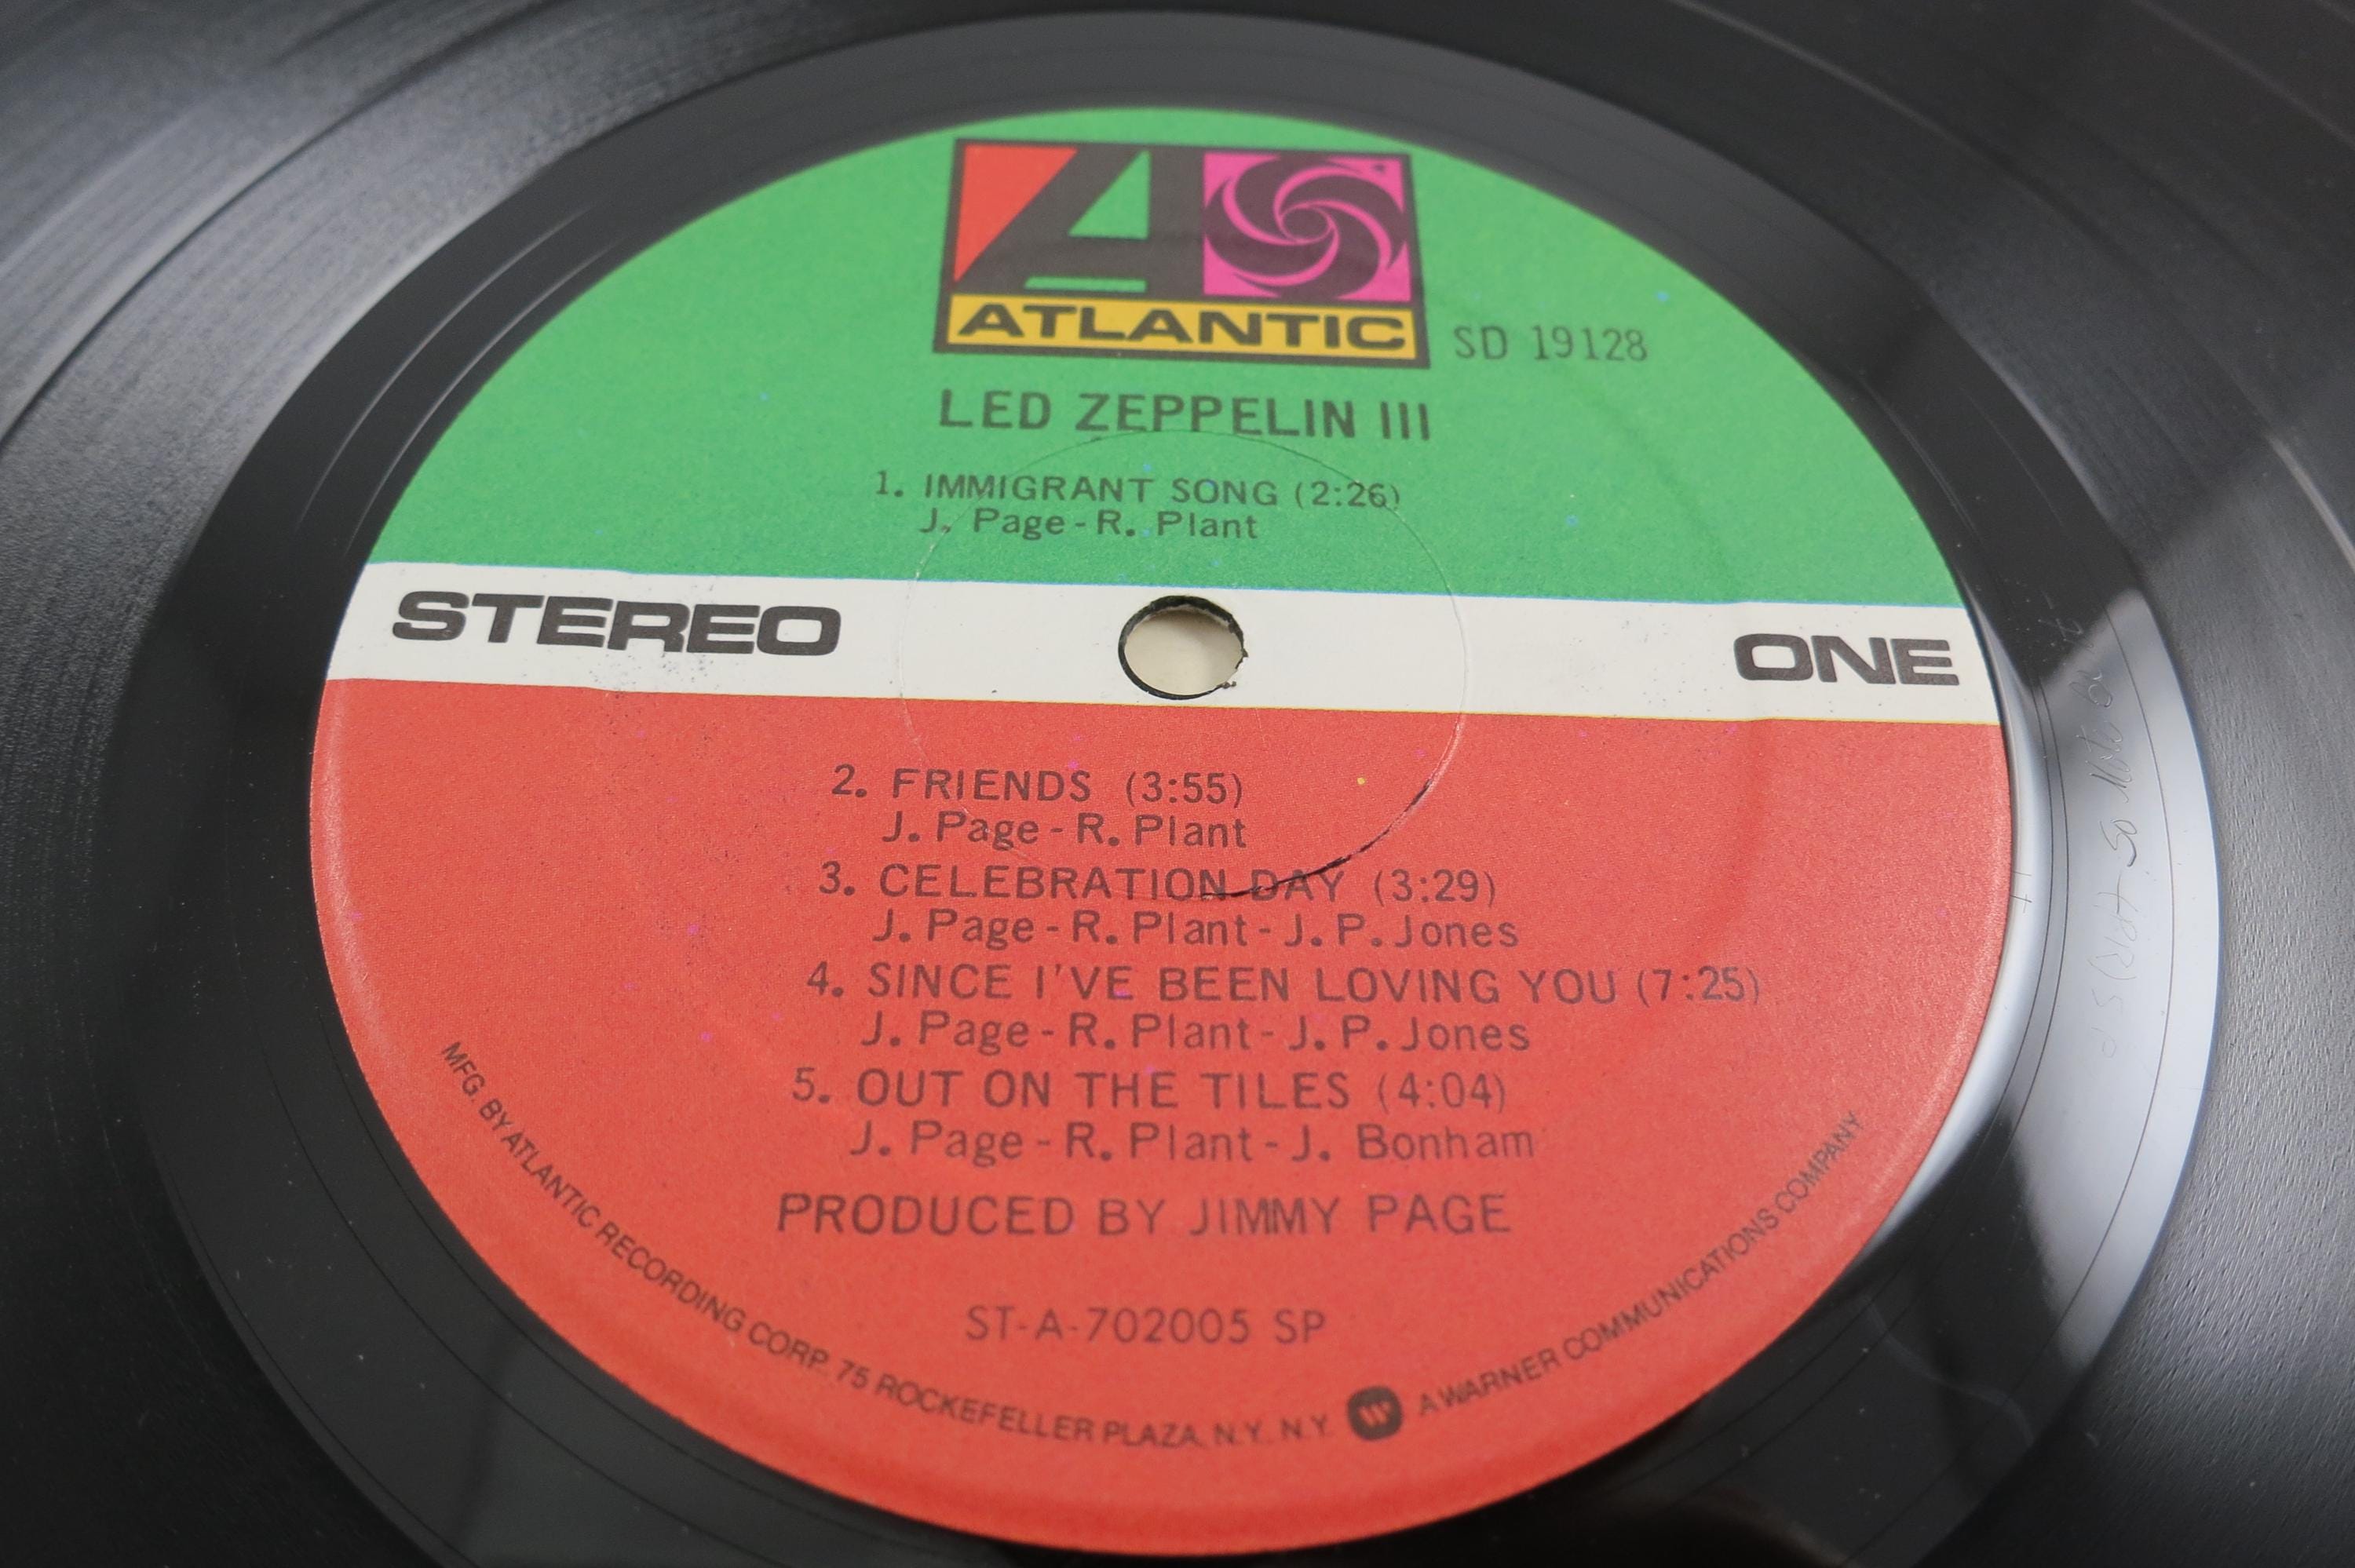 ATLANTIC
SD 19128
LED ZEPPELIN III
1. IMMIGRANT SONG (2:26)
J. Page - R. Plant
STEREO
ONE
2. FRIENDS (3:55)
J. Page - R. Plant
3. CELEBRATION DAY (3:29)
J. Page - R. Plant - J. P. Jones
4. SINCE I'VE BEEN LOVING YOU (7:25)
J. Page - R. Plant - J. P. Jones
5. OUT ON THE TILES (4:04)
J. Page - R. Plant - J. Bonham
PRODUCED BY JIMMY PAGE
ST-A-702005 SP
MFG. BY ATLANTIC RECORDING CORP. 75 ROCKEFELLER PLAZA, N.Y. N.Y. A WARNER COMMUNICATIONS COMPANY